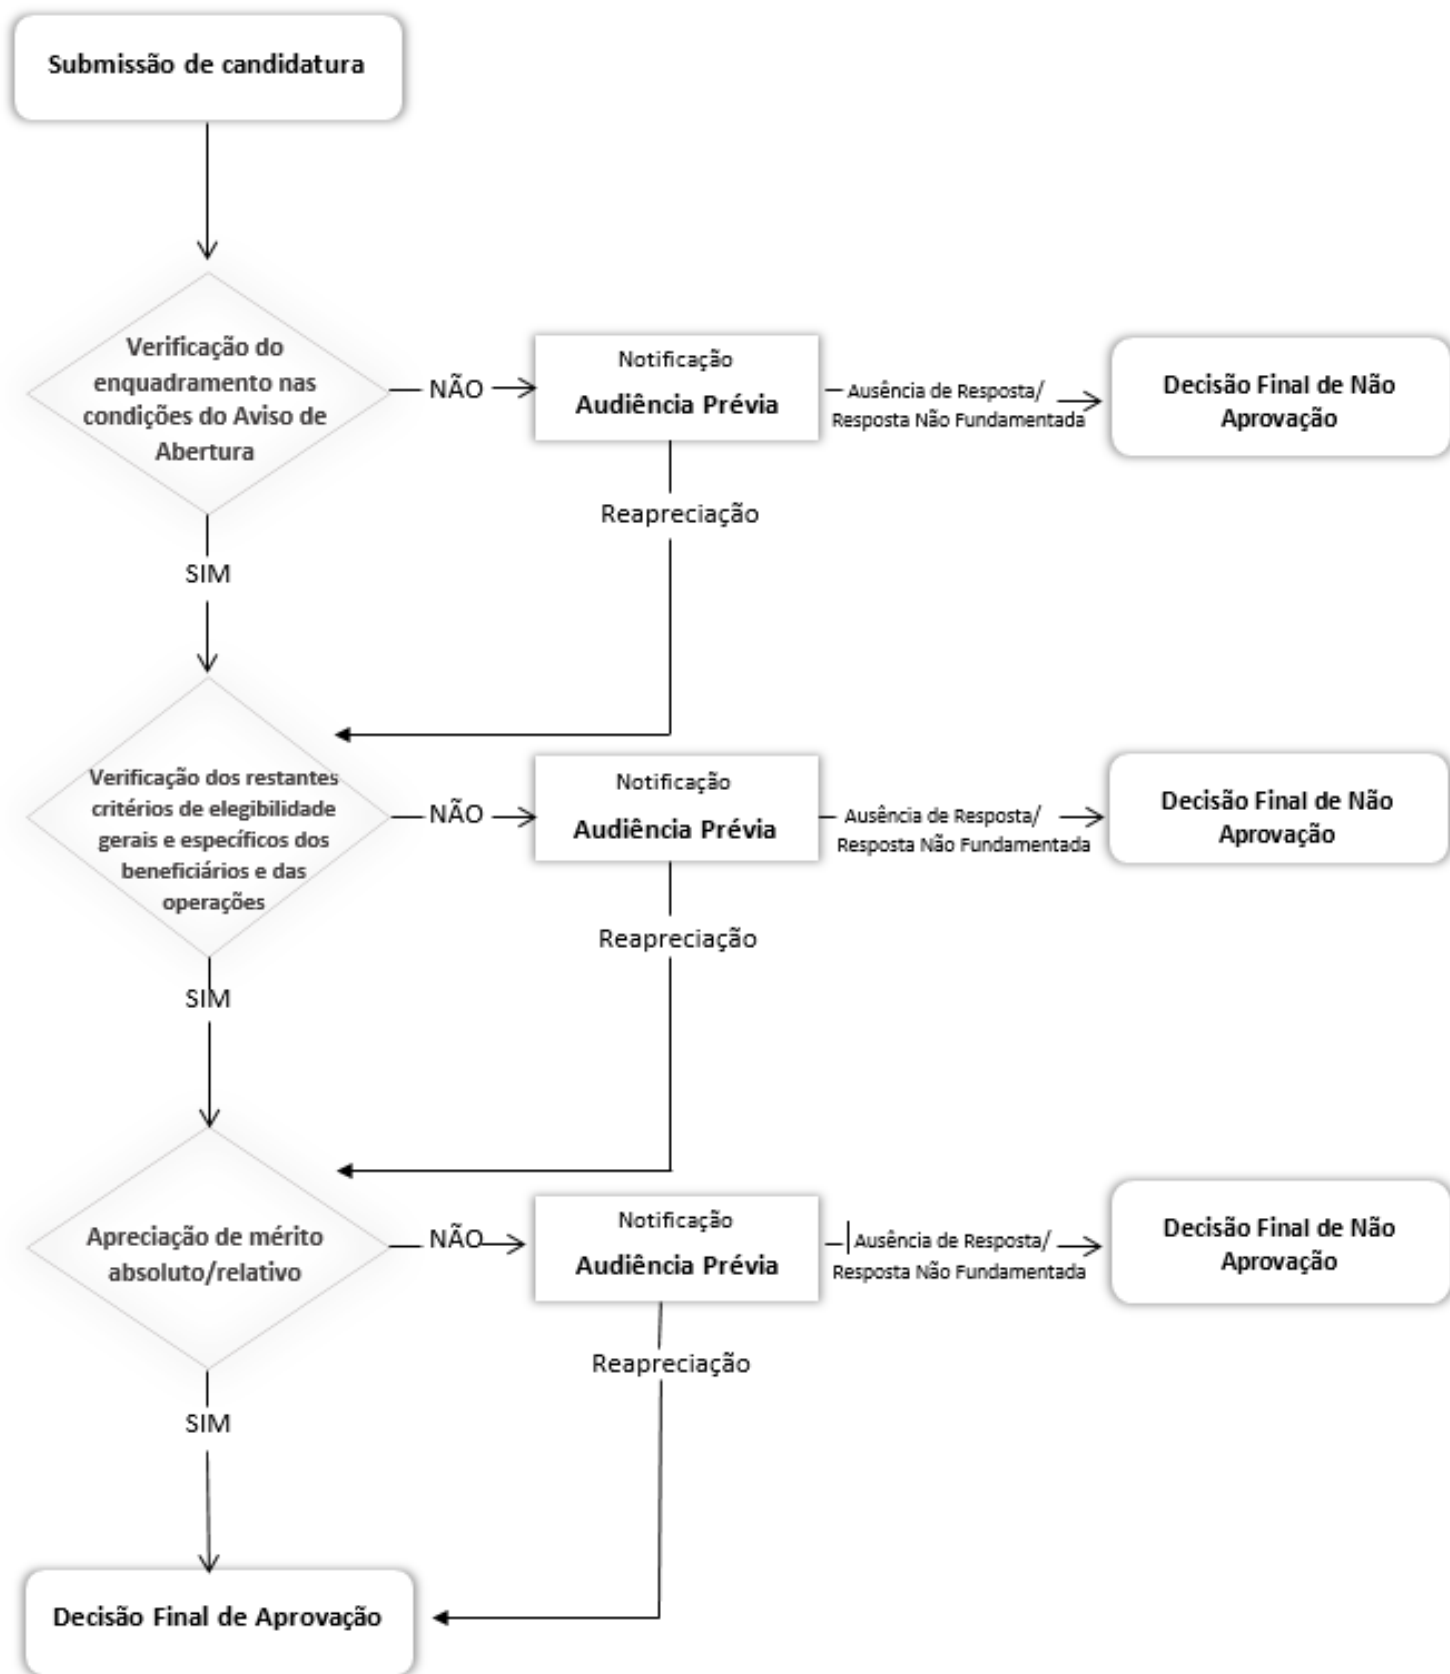 Submissão de candidatura
Verificação do
enquadramento nas
condições do Aviso de
Abertura
NÃO
Notificação
Audiência Prévia
Ausência de Resposta/
Resposta Não Fundamentada
Decisão Final de Não
Aprovação
Reapreciação
SIM
Verificação dos restantes
critérios de elegibilidade
gerais e específicos dos
beneficiários e das
operações
NÃO
Notificação
Audiência Prévia
Ausência de Resposta/
Resposta Não Fundamentada
Decisão Final de Não
Aprovação
Reapreciação
SIM
Apreciação de mérito
absoluto/relativo
NÃO
Notificação
Audiência Prévia
Ausência de Resposta/
Resposta Não Fundamentada
Decisão Final de Não
Aprovação
Reapreciação
SIM
Decisão Final de Aprovação